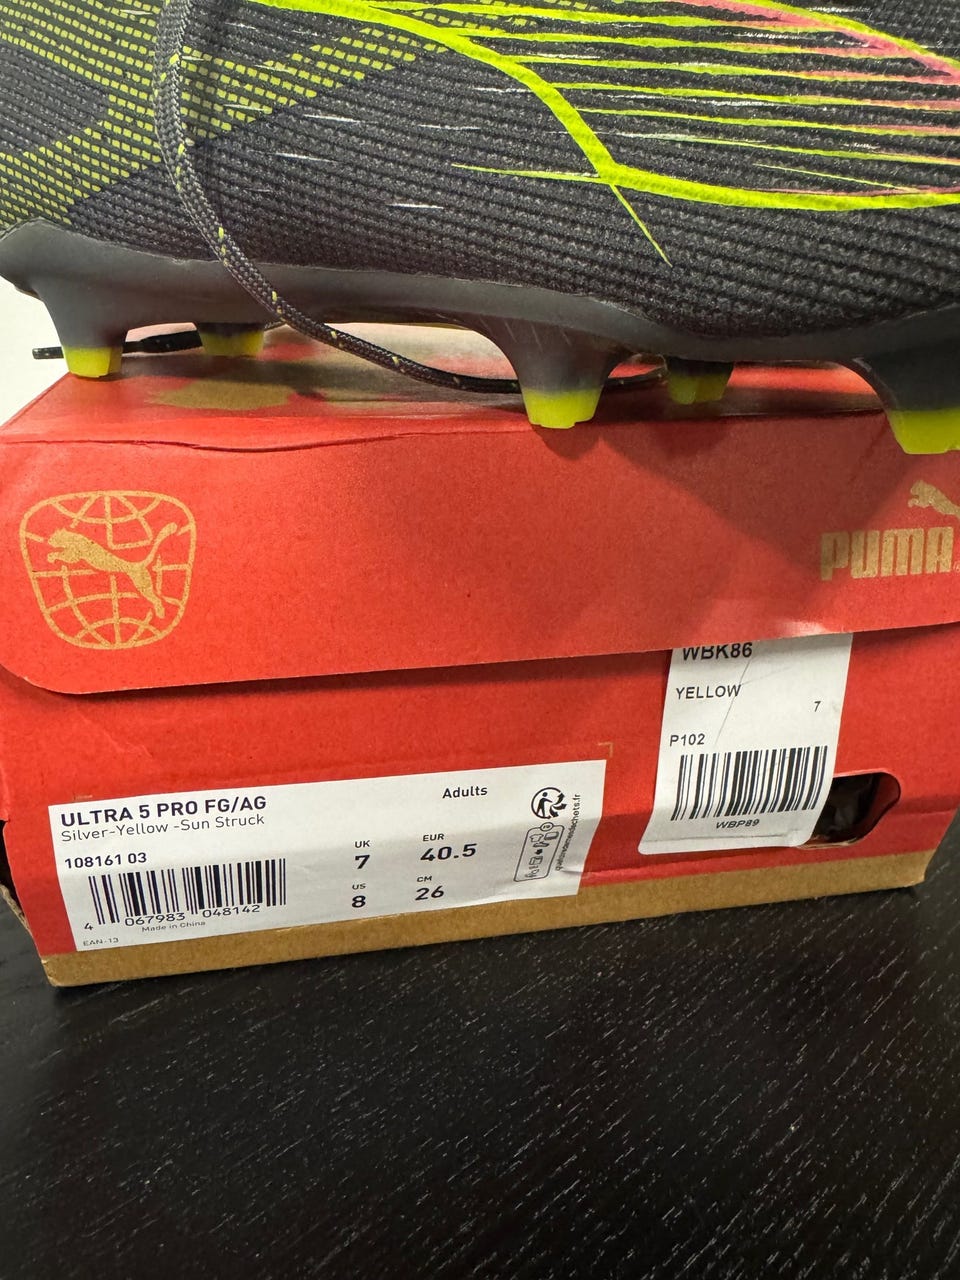 PUMA
WBK86
YELLOW
7
P102
WBP89
ULTRA 5 PRO FG/AG
Silver-Yellow -Sun Struck
Adults
108161 03
UK
7
EUR
40.5
US
8
CM
26
4 067983 048142
Made in China
EAN-13